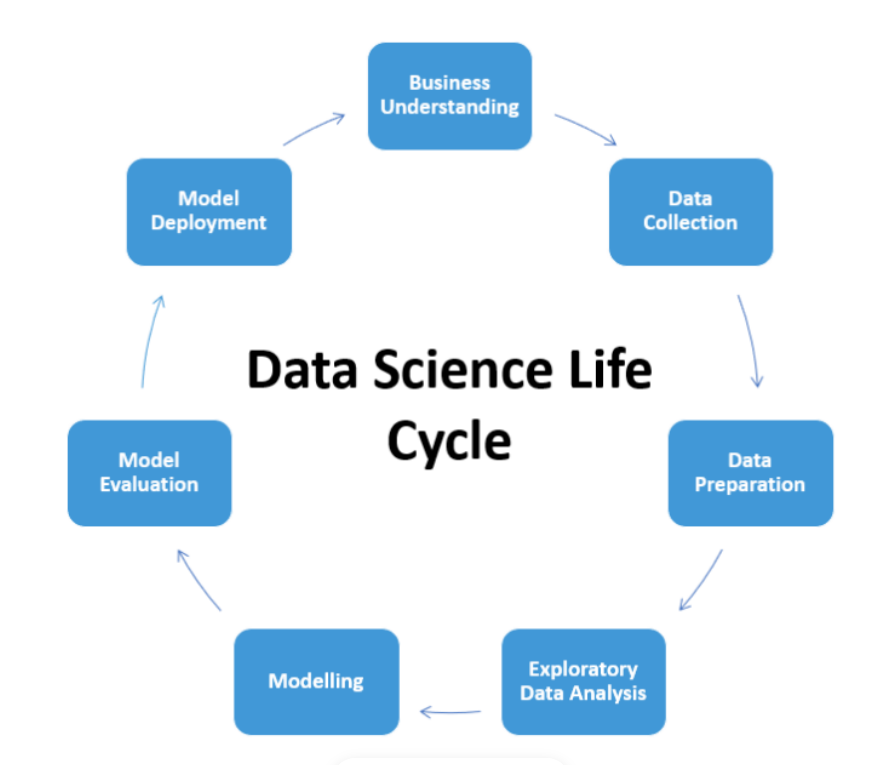 Business
Understanding
Data
Collection
Data
Preparation
Exploratory
Data Analysis
Modelling
Model
Evaluation
Model
Deployment
Data Science Life
Cycle